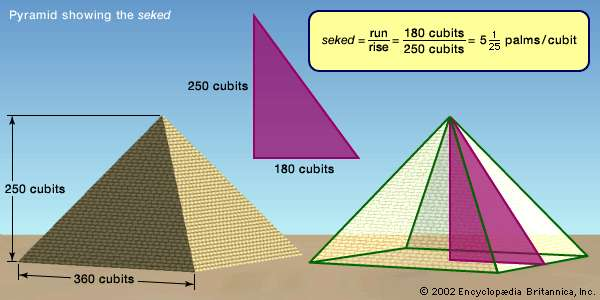 Pyramid showing the seked
seked = run/rise = 180 cubits/250 cubits = 5 1/25 palms/cubit
250 cubits
180 cubits
250 cubits
360 cubits
© 2002 Encyclopædia Britannica, Inc.